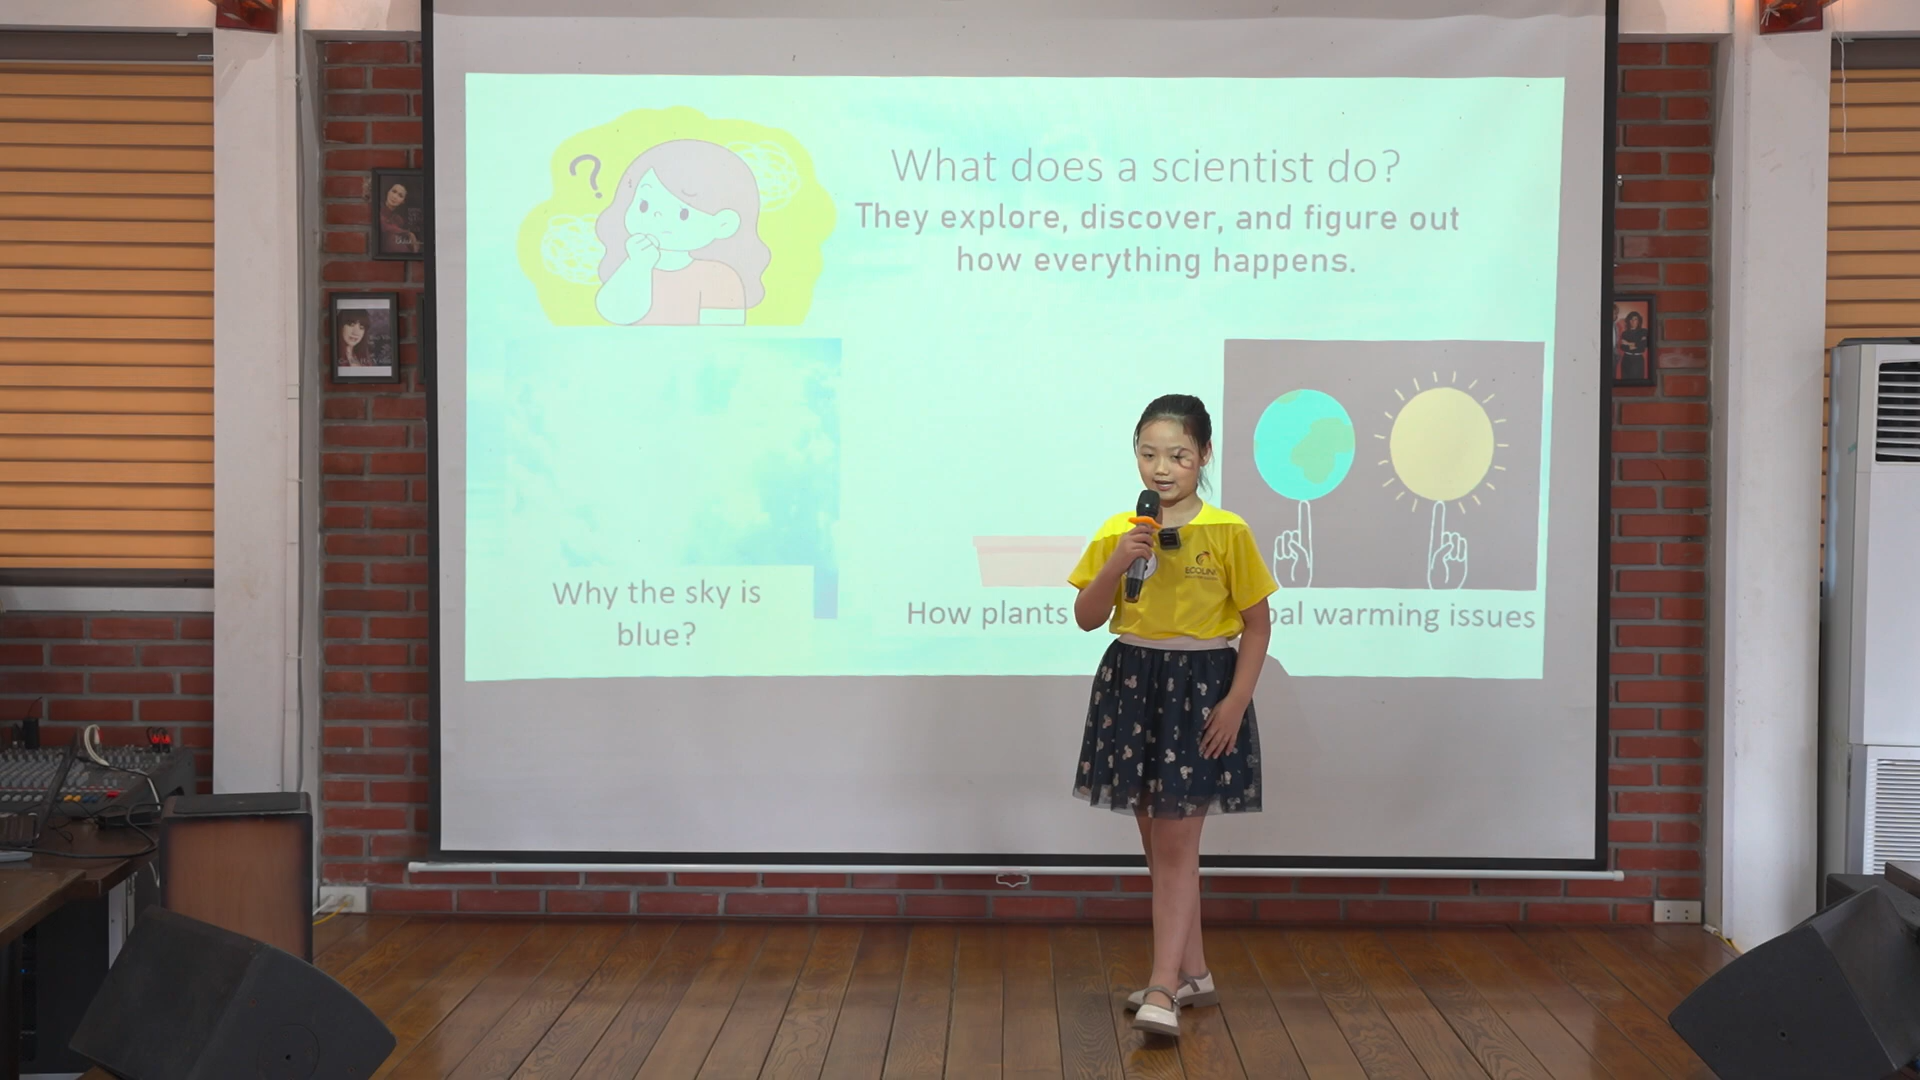 ?
What does a scientist do?
They explore, discover, and figure out
how everything happens.
Why the sky is
blue?
How plants
bal warming issues
ECOLIN